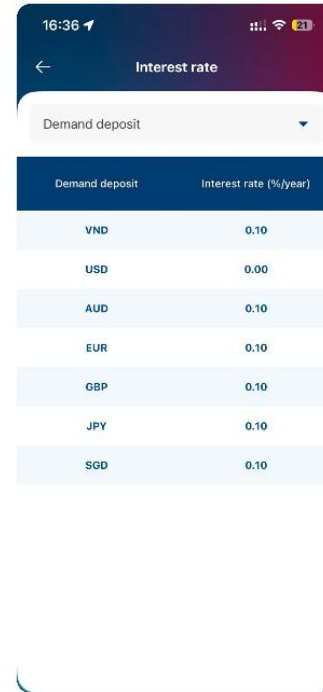 16:36 21
Interest rate
Demand deposit
Demand deposit Interest rate (%/year)
VND 0.10
USD 0.00
AUD 0.10
EUR 0.10
GBP 0.10
JPY 0.10
SGD 0.10